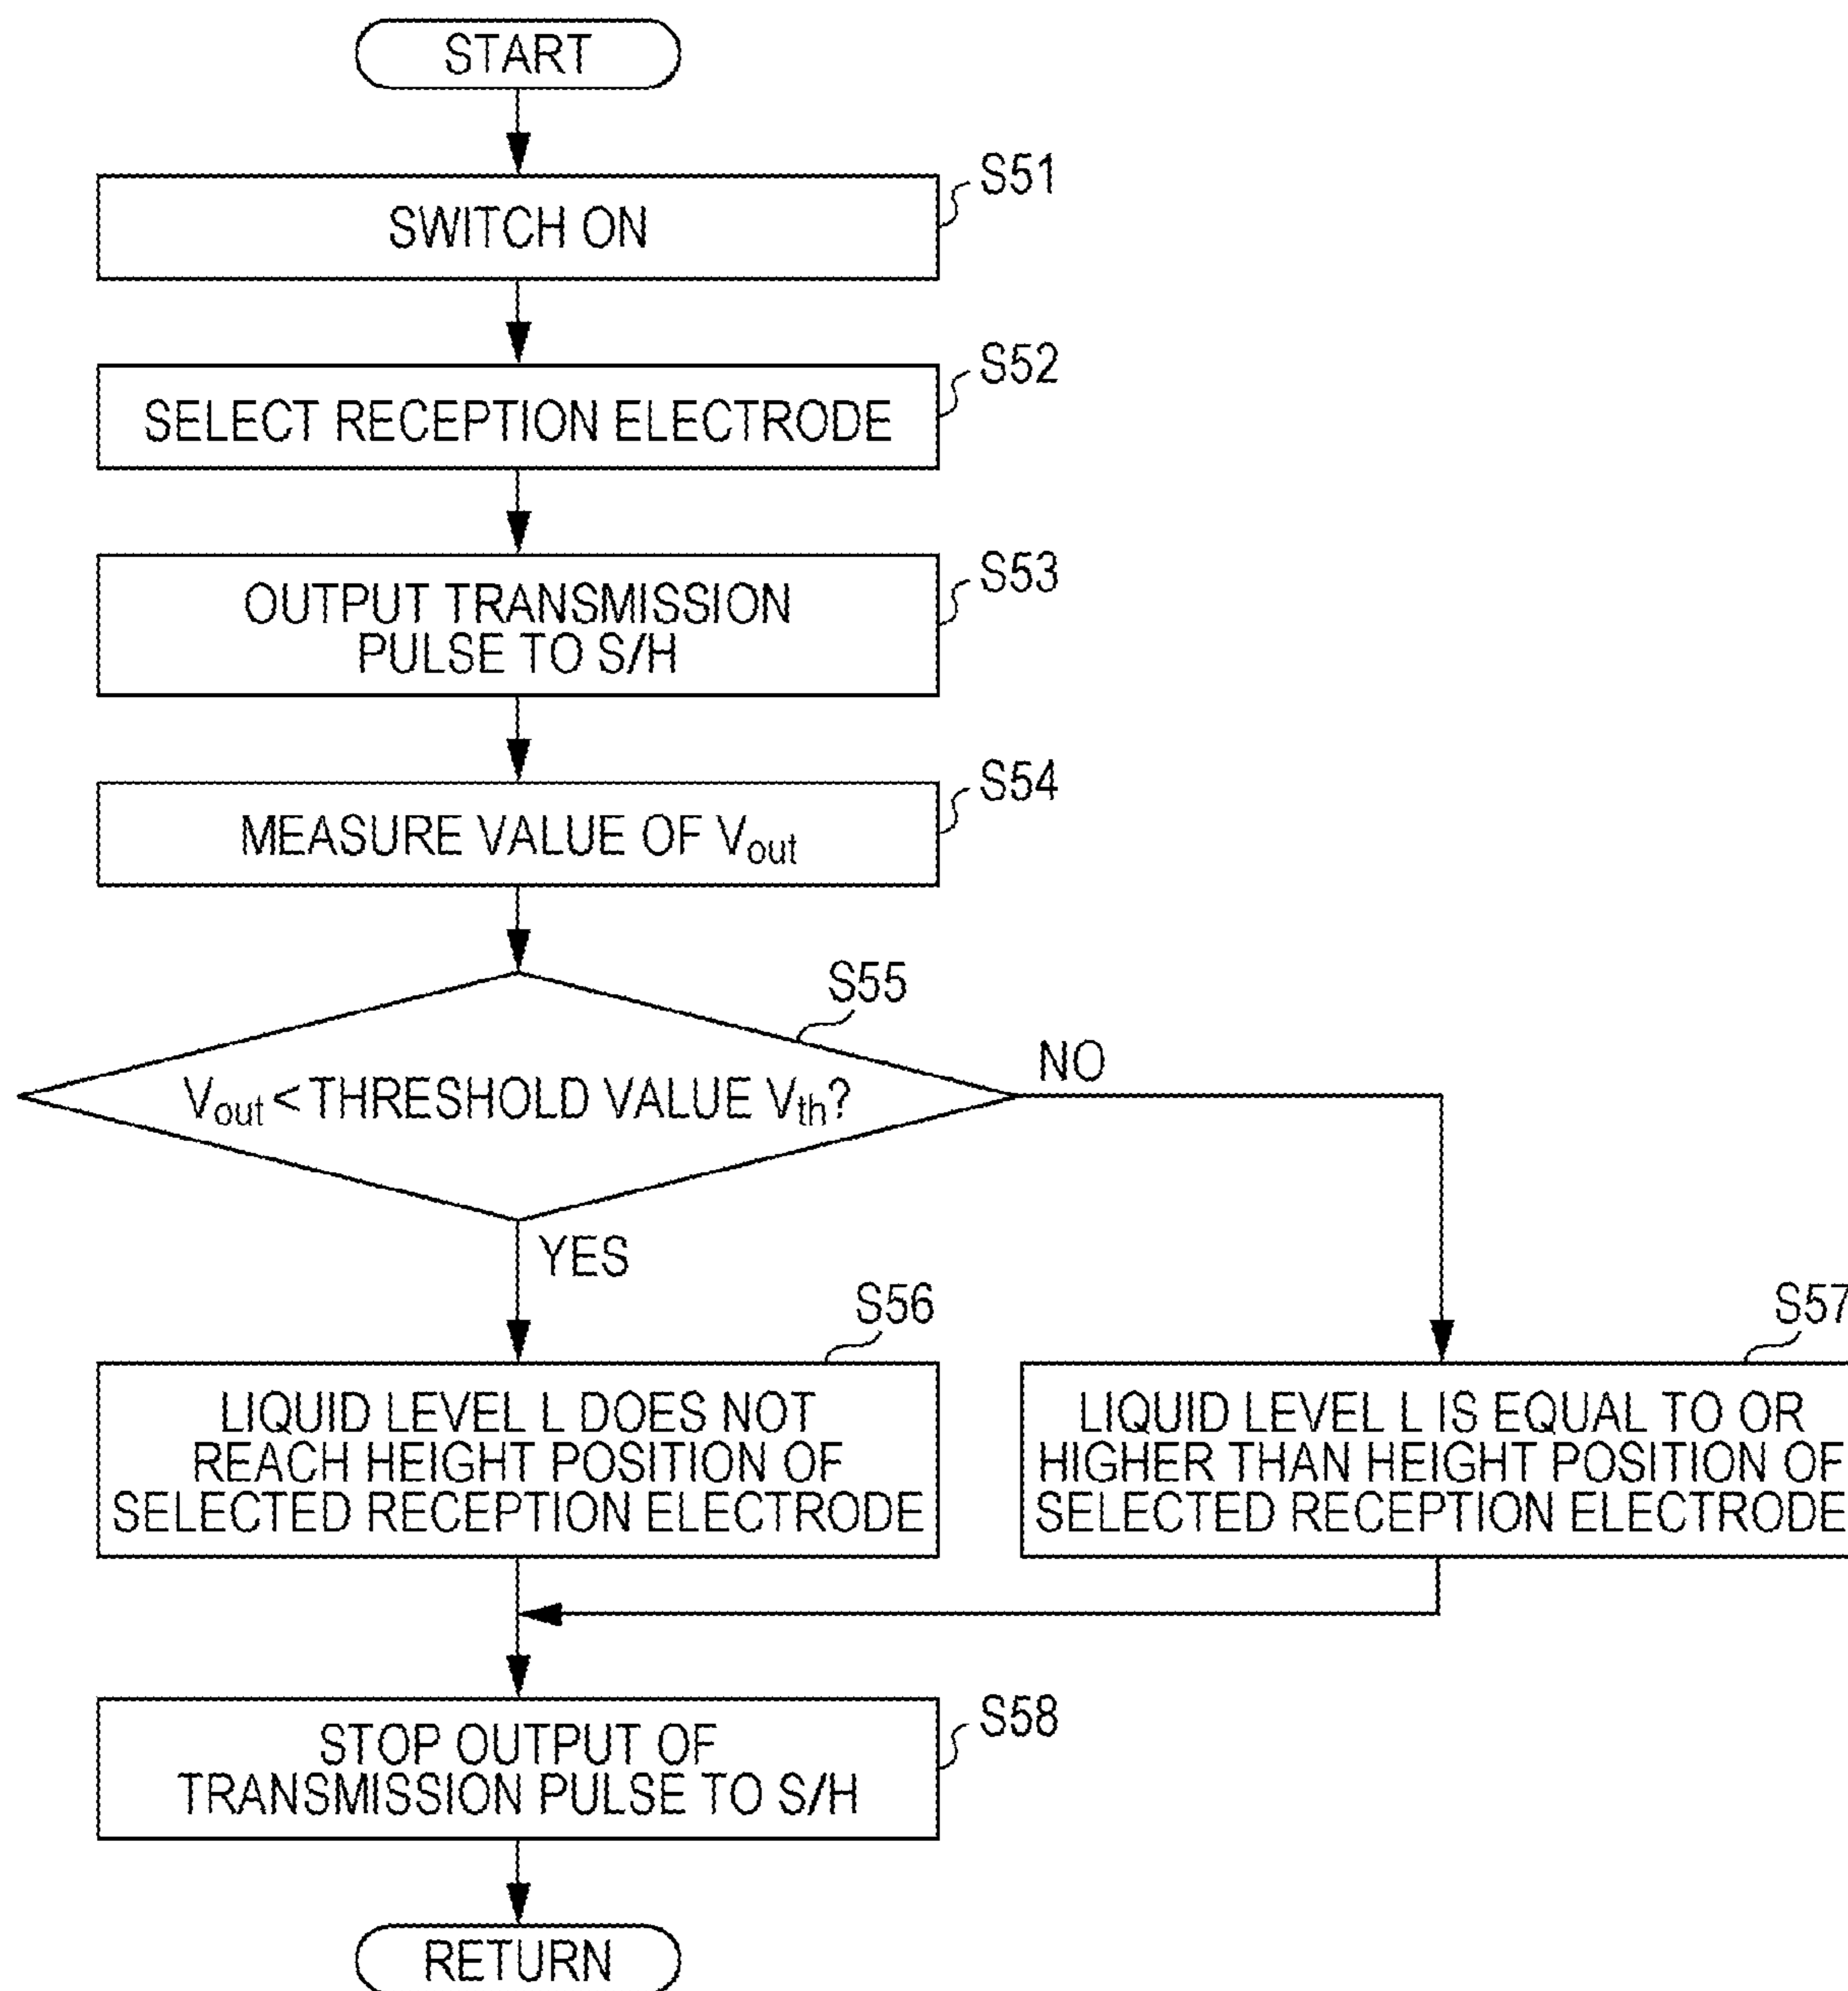 START
S51
SWITCH ON
S52
SELECT RECEPTION ELECTRODE
S53
OUTPUT TRANSMISSION
PULSE TO S/H
S54
MEASURE VALUE OF Vout
S55
Vout < THRESHOLD VALUE Vth?
NO
YES
S56
LIQUID LEVEL L DOES NOT
REACH HEIGHT POSITION OF
SELECTED RECEPTION ELECTRODE
S57
LIQUID LEVEL L IS EQUAL TO OR
HIGHER THAN HEIGHT POSITION OF
SELECTED RECEPTION ELECTRODE
S58
STOP OUTPUT OF
TRANSMISSION PULSE TO S/H
RETURN